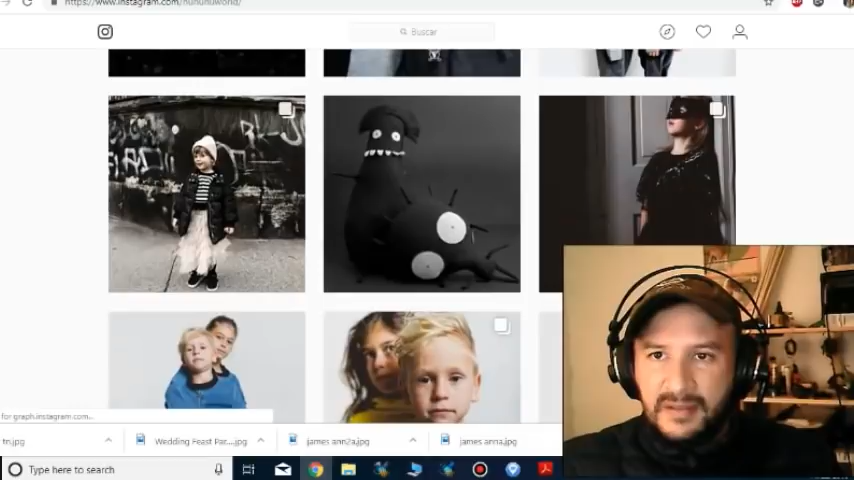 https://www.instagram.com/nununuworld/
Buscar
for graph.instagram.com...
tn.jpg
Wedding Feast Par....jpg
james ann2a.jpg
james anna.jpg
Type here to search